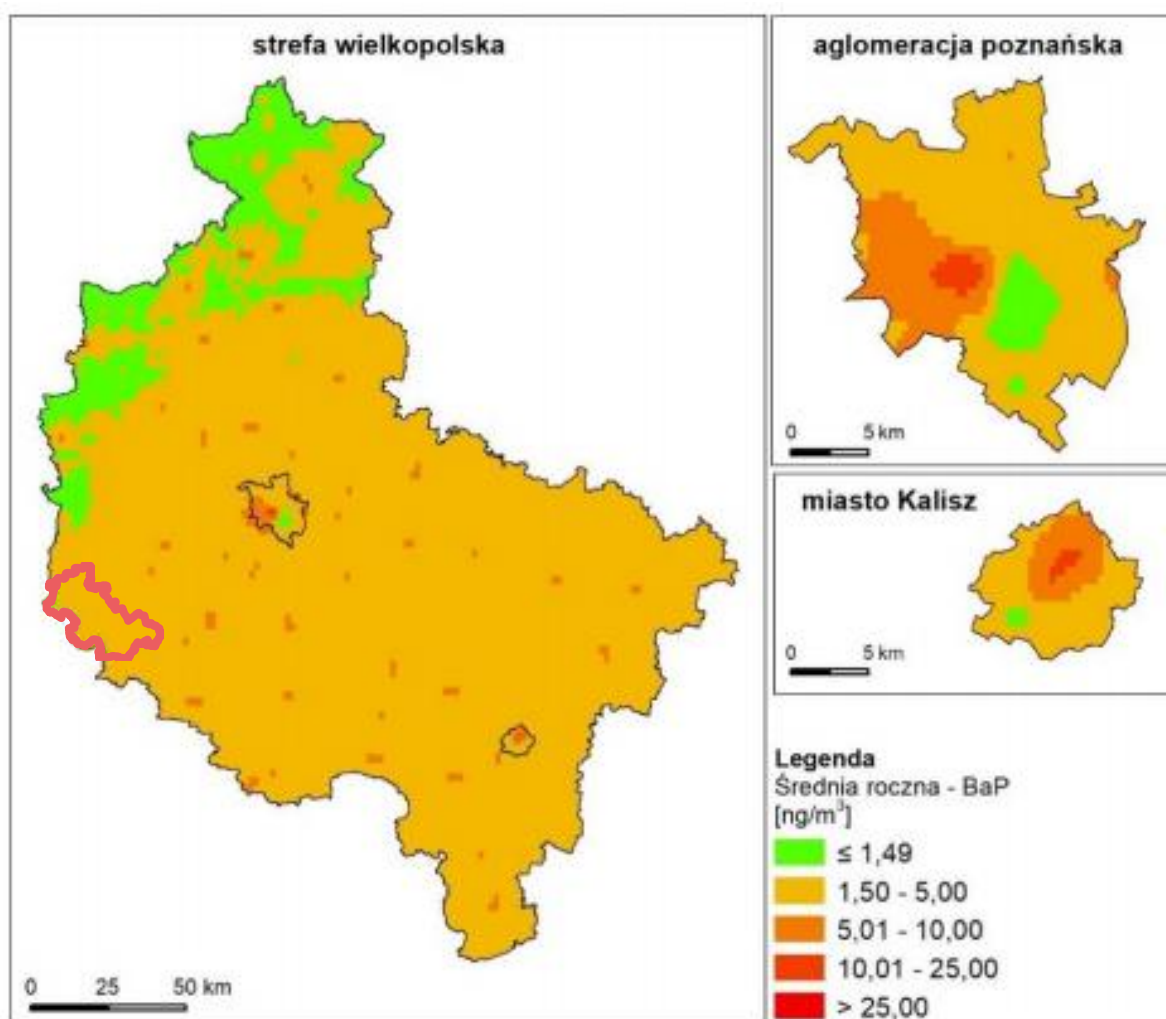 strefa wielkopolska
0 25 50 km
aglomeracja poznańska
0 5 km
miasto Kalisz
0 5 km
Legenda
Średnia roczna - BaP
[ng/m³]
≤ 1,49
1,50 - 5,00
5,01 - 10,00
10,01 - 25,00
> 25,00